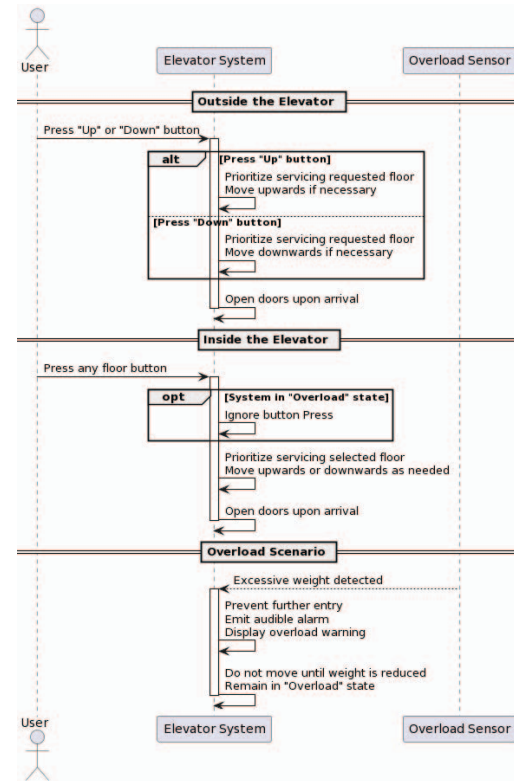 User
Elevator System
Overload Sensor
Outside the Elevator
Press "Up" or "Down" button
alt
[Press "Up" button]
Prioritize servicing requested floor
Move upwards if necessary
[Press "Down" button]
Prioritize servicing requested floor
Move downwards if necessary
Open doors upon arrival
Inside the Elevator
Press any floor button
opt
[System in "Overload" state]
Ignore button Press
Prioritize servicing selected floor
Move upwards or downwards as needed
Open doors upon arrival
Overload Scenario
Excessive weight detected
Prevent further entry
Emit audible alarm
Display overload warning
Do not move until weight is reduced
Remain in "Overload" state
User
Elevator System
Overload Sensor